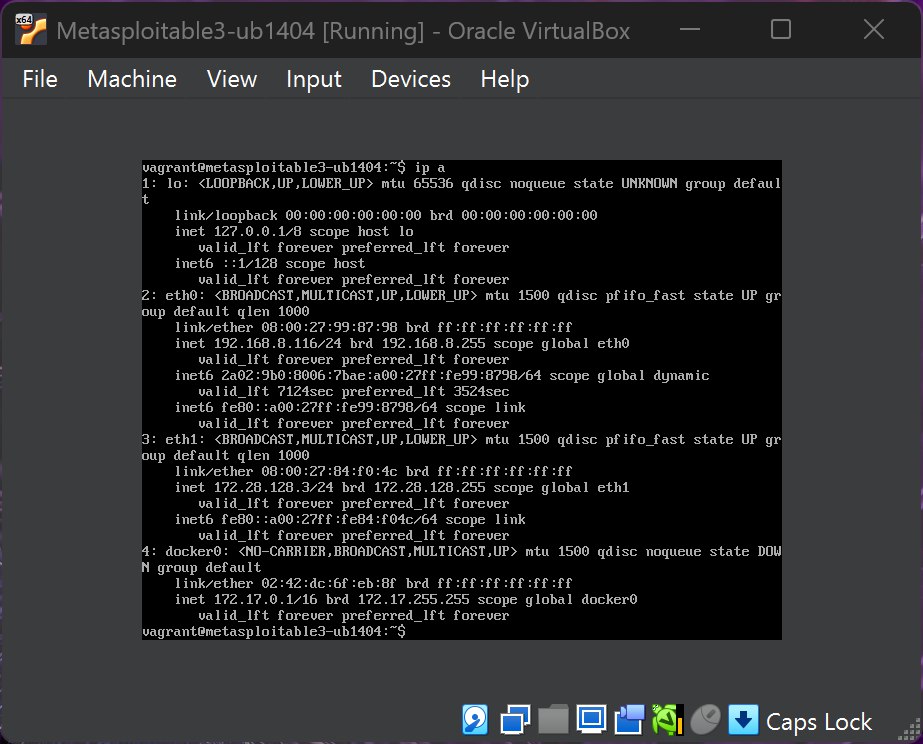 x64
Metasploitable3-ub1404 [Running] - Oracle VirtualBox
File Machine View Input Devices Help
vagrant@metasploitable3-ub1404:~$ ip a
1: lo: <LOOPBACK,UP,LOWER_UP> mtu 65536 qdisc noqueue state UNKNOWN group defaul
t
    link/loopback 00:00:00:00:00:00 brd 00:00:00:00:00:00
    inet 127.0.0.1/8 scope host lo
       valid_lft forever preferred_lft forever
    inet6 ::1/128 scope host
       valid_lft forever preferred_lft forever
2: eth0: <BROADCAST,MULTICAST,UP,LOWER_UP> mtu 1500 qdisc pfifo_fast state UP gr
oup default qlen 1000
    link/ether 08:00:27:99:87:98 brd ff:ff:ff:ff:ff:ff
    inet 192.168.8.116/24 brd 192.168.8.255 scope global eth0
       valid_lft forever preferred_lft forever
    inet6 2a02:9b0:8006:7bae:a00:27ff:fe99:8798/64 scope global dynamic
       valid_lft 7124sec preferred_lft 3524sec
    inet6 fe80::a00:27ff:fe99:8798/64 scope link
       valid_lft forever preferred_lft forever
3: eth1: <BROADCAST,MULTICAST,UP,LOWER_UP> mtu 1500 qdisc pfifo_fast state UP gr
oup default qlen 1000
    link/ether 08:00:27:84:f0:4c brd ff:ff:ff:ff:ff:ff
    inet 172.28.128.3/24 brd 172.28.128.255 scope global eth1
       valid_lft forever preferred_lft forever
    inet6 fe80::a00:27ff:fe84:f04c/64 scope link
       valid_lft forever preferred_lft forever
4: docker0: <NO-CARRIER,BROADCAST,MULTICAST,UP> mtu 1500 qdisc noqueue state DOW
N group default
    link/ether 02:42:dc:6f:eb:8f brd ff:ff:ff:ff:ff:ff
    inet 172.17.0.1/16 brd 172.17.255.255 scope global docker0
       valid_lft forever preferred_lft forever
vagrant@metasploitable3-ub1404:~$
Caps Lock